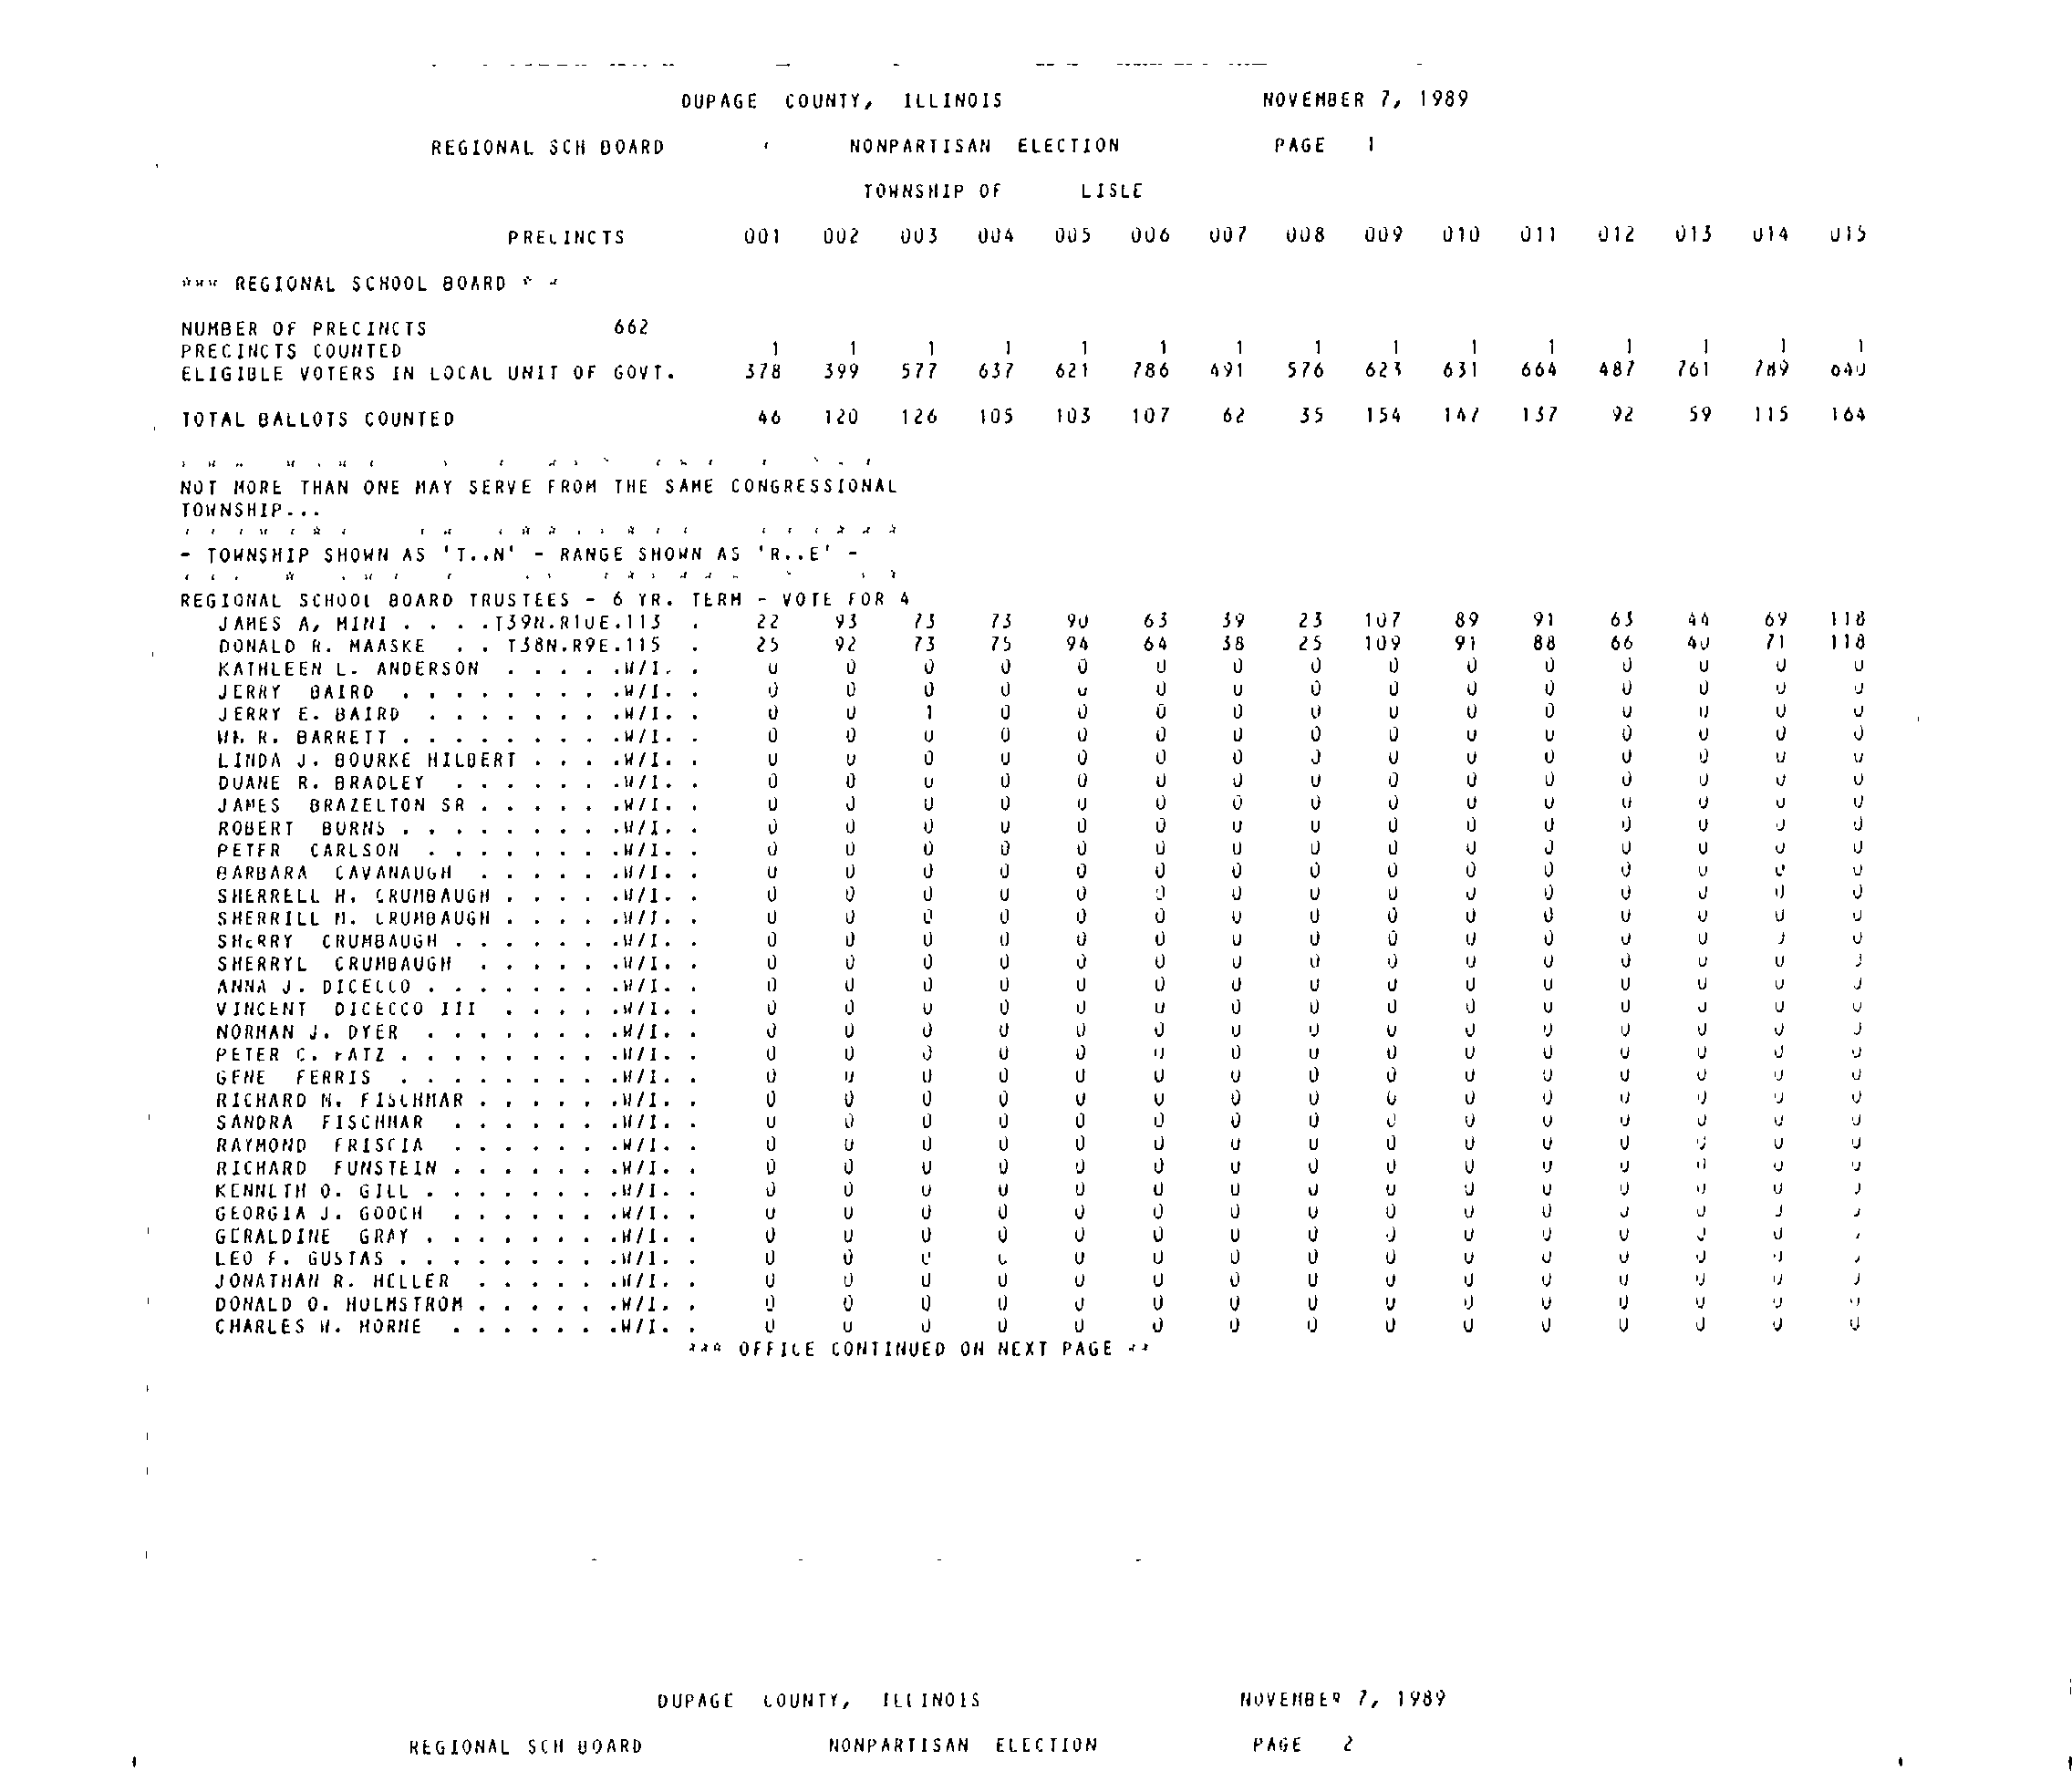 DUPAGE COUNTY, ILLINOIS NOVEMBER 7, 1989
REGIONAL SCH BOARD NONPARTISAN ELECTION PAGE 1
TOWNSHIP OF LISLE
PRECINCTS 001 002 003 004 005 006 007 008 009 010 011 012 013 014 015
*** REGIONAL SCHOOL BOARD * *
NUMBER OF PRECINCTS 662
PRECINCTS COUNTED 1 1 1 1 1 1 1 1 1 1 1 1 1 1 1
ELIGIBLE VOTERS IN LOCAL UNIT OF GOVT. 378 399 577 637 621 786 491 576 623 631 664 487 761 789 640
TOTAL BALLOTS COUNTED 46 120 126 105 103 107 62 35 154 147 137 92 59 115 164
NOT MORE THAN ONE MAY SERVE FROM THE SAME CONGRESSIONAL
TOWNSHIP...
- TOWNSHIP SHOWN AS 'T..N' - RANGE SHOWN AS 'R..E' -
REGIONAL SCHOOL BOARD TRUSTEES - 6 YR. TERM - VOTE FOR 4
JAMES A. MINI . . . .T39N.R10E.113 . 22 93 73 73 90 63 39 23 107 89 91 63 44 69 118
DONALD R. MAASKE . . T38N.R9E.115 . 25 92 73 75 94 64 38 25 109 91 88 66 40 71 118
KATHLEEN L. ANDERSON . . . . .W/I. . 0 0 0 0 0 0 0 0 0 0 0 0 0 0 0
JERRY BAIRD . . . . . . . . .W/I. . 0 0 0 0 0 0 0 0 0 0 0 0 0 0 0
JERRY E. BAIRD . . . . . . . .W/I. . 0 0 1 0 0 0 0 0 0 0 0 0 0 0 0
WM R. BARRETT . . . . . . . . .W/I. . 0 0 0 0 0 0 0 0 0 0 0 0 0 0 0
LINDA J. BOURKE HILBERT . . . .W/I. . 0 0 0 0 0 0 0 0 0 0 0 0 0 0 0
DUANE R. BRADLEY . . . . . . .W/I. . 0 0 0 0 0 0 0 0 0 0 0 0 0 0 0
JAMES BRAZELTON SR . . . . . .W/I. . 0 0 0 0 0 0 0 0 0 0 0 0 0 0 0
ROBERT BURNS . . . . . . . . .W/I. . 0 0 0 0 0 0 0 0 0 0 0 0 0 0 0
PETER CARLSON . . . . . . . .W/I. . 0 0 0 0 0 0 0 0 0 0 0 0 0 0 0
BARBARA CAVANAUGH . . . . . .W/I. . 0 0 0 0 0 0 0 0 0 0 0 0 0 0 0
SHERRELL H. CRUMBAUGH . . . . .W/I. . 0 0 0 0 0 0 0 0 0 0 0 0 0 0 0
SHERRILL M. CRUMBAUGH . . . . .W/I. . 0 0 0 0 0 0 0 0 0 0 0 0 0 0 0
SHERRY CRUMBAUGH . . . . . . .W/I. . 0 0 0 0 0 0 0 0 0 0 0 0 0 0 0
SHERRYL CRUMBAUGH . . . . . .W/I. . 0 0 0 0 0 0 0 0 0 0 0 0 0 0 0
ANNA J. DICELLO . . . . . . . .W/I. . 0 0 0 0 0 0 0 0 0 0 0 0 0 0 0
VINCENT DICECCO III . . . . .W/I. . 0 0 0 0 0 0 0 0 0 0 0 0 0 0 0
NORMAN J. DYER . . . . . . . .W/I. . 0 0 0 0 0 0 0 0 0 0 0 0 0 0 0
PETER C. FATZ . . . . . . . . .W/I. . 0 0 0 0 0 0 0 0 0 0 0 0 0 0 0
GENE FERRIS . . . . . . . . .W/I. . 0 0 0 0 0 0 0 0 0 0 0 0 0 0 0
RICHARD M. FISCHMAR . . . . . .W/I. . 0 0 0 0 0 0 0 0 0 0 0 0 0 0 0
SANDRA FISCHMAR . . . . . . .W/I. . 0 0 0 0 0 0 0 0 0 0 0 0 0 0 0
RAYMOND FRISCIA . . . . . . .W/I. . 0 0 0 0 0 0 0 0 0 0 0 0 0 0 0
RICHARD FUNSTEIN . . . . . . .W/I. . 0 0 0 0 0 0 0 0 0 0 0 0 0 0 0
KENNETH O. GILL . . . . . . . .W/I. . 0 0 0 0 0 0 0 0 0 0 0 0 0 0 0
GEORGIA J. GOOCH . . . . . . .W/I. . 0 0 0 0 0 0 0 0 0 0 0 0 0 0 0
GERALDINE GRAY . . . . . . . .W/I. . 0 0 0 0 0 0 0 0 0 0 0 0 0 0
LEO F. GUSTAS . . . . . . . . .W/I. . 0 0 0 0 0 0 0 0 0 0 0 0 0 0
JONATHAN R. HELLER . . . . . .W/I. . 0 0 0 0 0 0 0 0 0 0 0 0 0 0 0
DONALD O. HOLMSTROM . . . . . .W/I. . 0 0 0 0 0 0 0 0 0 0 0 0 0 0 0
CHARLES W. HORNE . . . . . . .W/I. . 0 0 0 0 0 0 0 0 0 0 0 0 0 0 0
*** OFFICE CONTINUED ON NEXT PAGE **
DUPAGE COUNTY, ILLINOIS NOVEMBER 7, 1989
REGIONAL SCH BOARD NONPARTISAN ELECTION PAGE 2